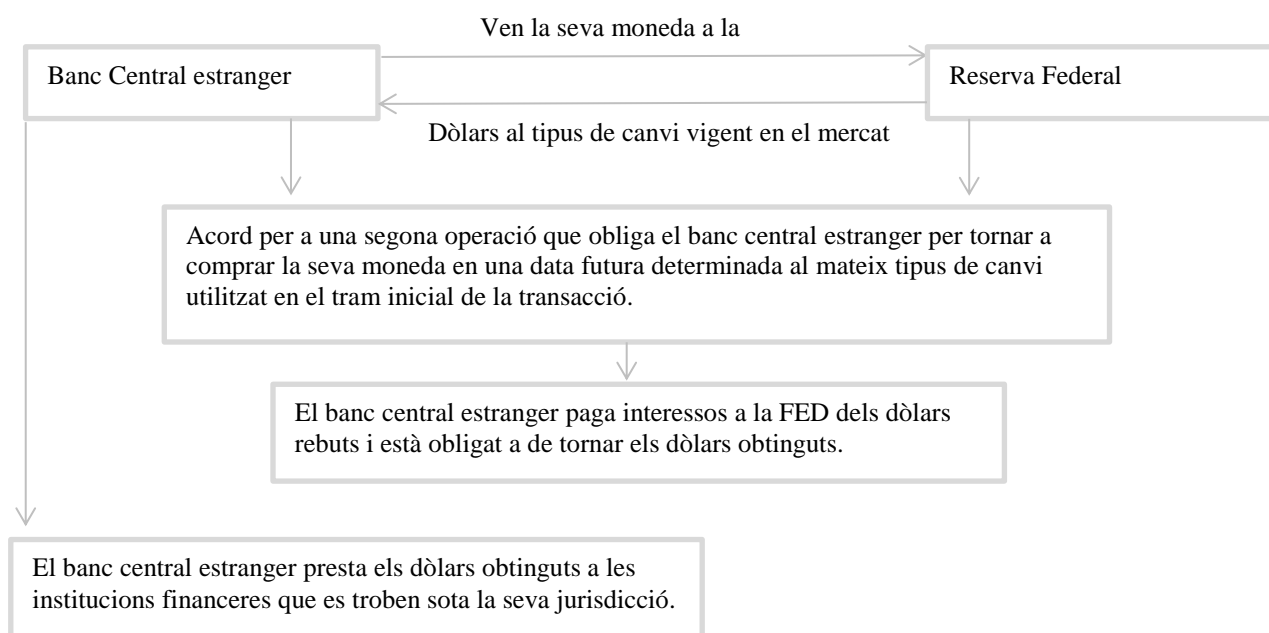 Ven la seva moneda a la
Banc Central estranger
Reserva Federal
Dòlars al tipus de canvi vigent en el mercat
Acord per a una segona operació que obliga el banc central estranger per tornar a
comprar la seva moneda en una data futura determinada al mateix tipus de canvi
utilitzat en el tram inicial de la transacció.
El banc central estranger paga interessos a la FED dels dòlars
rebuts i està obligat a de tornar els dòlars obtinguts.
El banc central estranger presta els dòlars obtinguts a les
institucions financeres que es troben sota la seva jurisdicció.